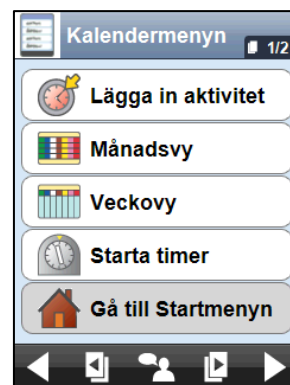 Kalendermenyn
1/2
Lägga in aktivitet
Månadsvy
Veckovy
Starta timer
Gå till Startmenyn